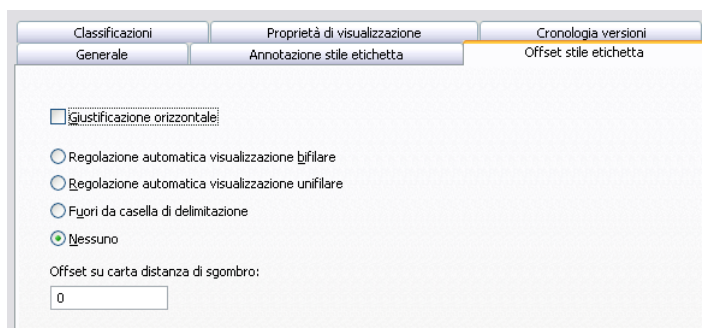 Classificazioni Proprietà di visualizzazione Cronologia versioni
Generale Annotazione stile etichetta Offset stile etichetta
Giustificazione orizzontale
Regolazione automatica visualizzazione bifilare
Regolazione automatica visualizzazione unifilare
Fuori da casella di delimitazione
Nessuno
Offset su carta distanza di sgombro:
0